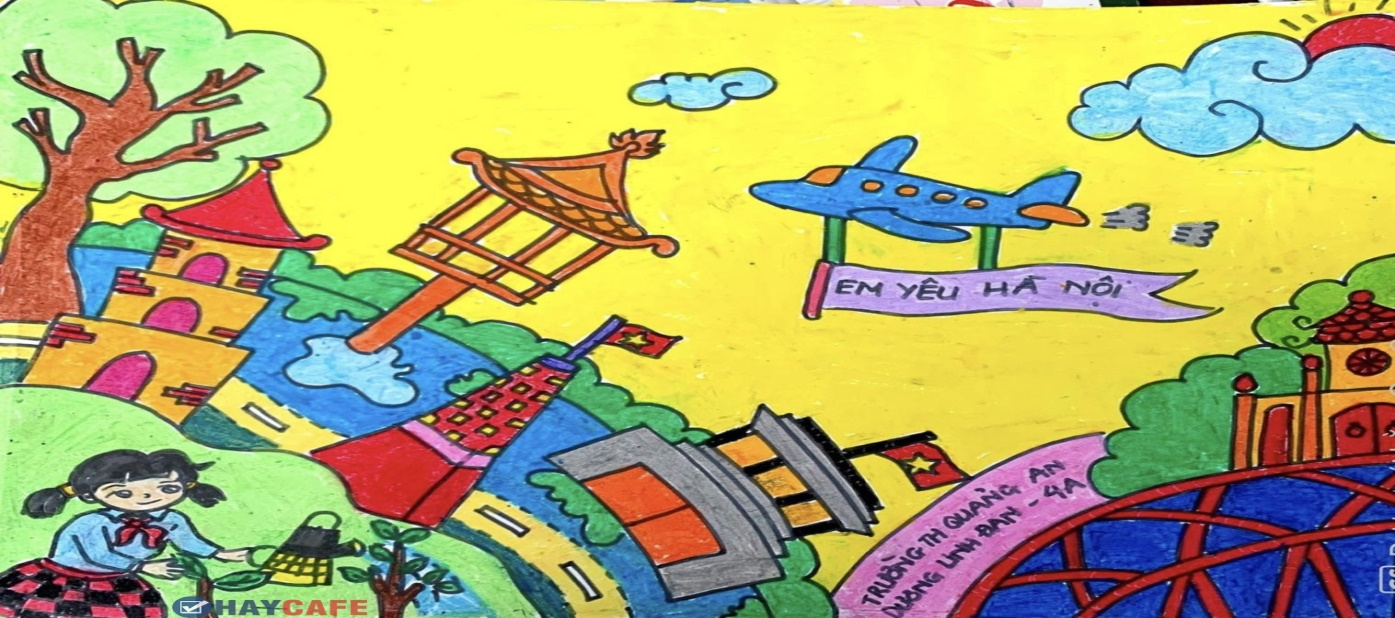 EM YÊU HÀ NỘI
TRƯỜNG TH QUẢNG AN
DƯƠNG LINH ĐAN - 4A
HAYCAFE